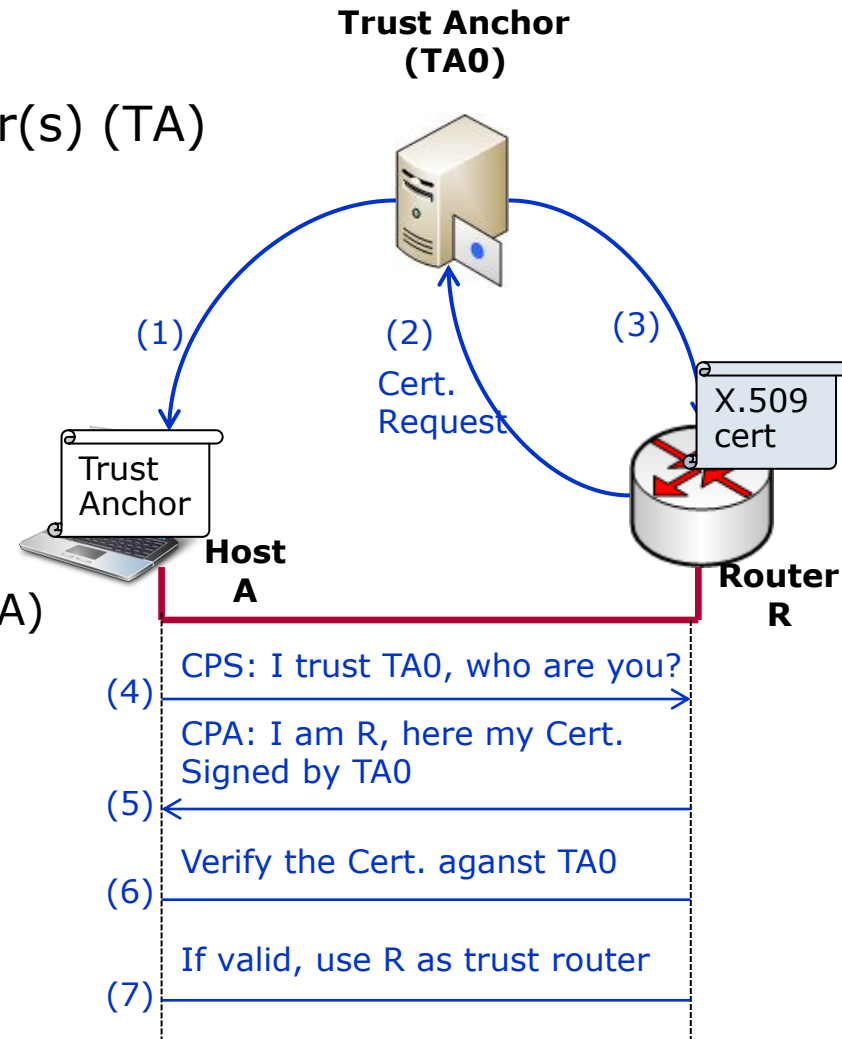 Trust Anchor
(TA0)
r(s) (TA)
(1)
(2)
(3)
Cert.
Request
X.509
cert
Trust
Anchor
Host
A
Router
R
A)
CPS: I trust TA0, who are you?
(4)
CPA: I am R, here my Cert.
Signed by TA0
(5)
Verify the Cert. aganst TA0
(6)
If valid, use R as trust router
(7)